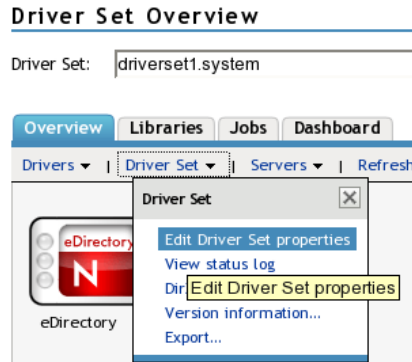 Driver Set Overview
Driver Set: driverset1.system
Overview Libraries Jobs Dashboard
Drivers | Driver Set | Servers | Refresh
Driver Set
Edit Driver Set properties
eDirectory
N
View status log
Dir
Edit Driver Set properties
Version information...
eDirectory
Export...